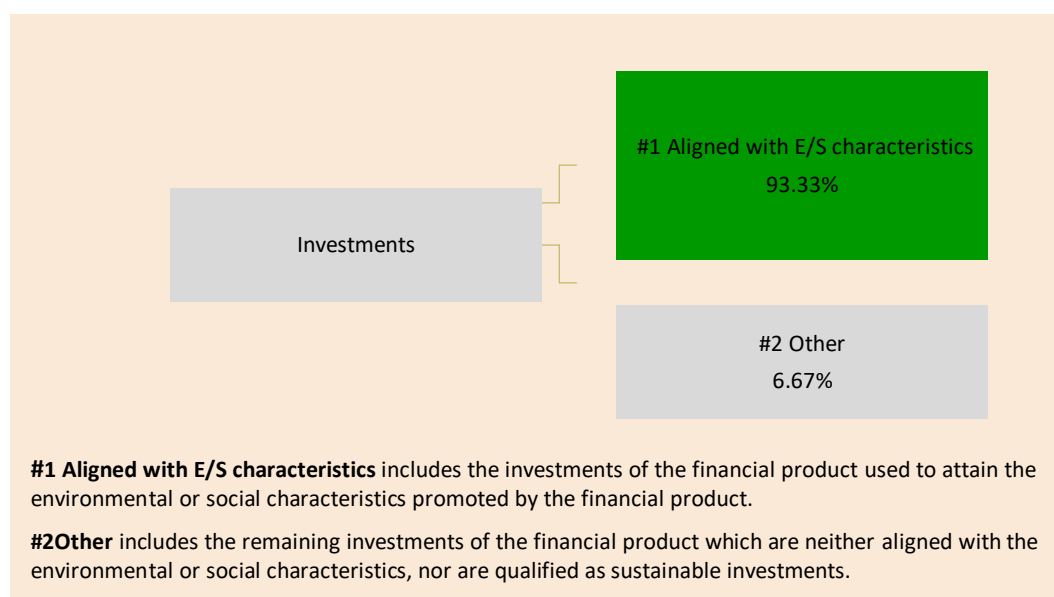 #1 Aligned with E/S characteristics
93.33%
Investments
#2 Other
6.67%
#1 Aligned with E/S characteristics includes the investments of the financial product used to attain the
environmental or social characteristics promoted by the financial product.
#2Other includes the remaining investments of the financial product which are neither aligned with the
environmental or social characteristics, nor are qualified as sustainable investments.